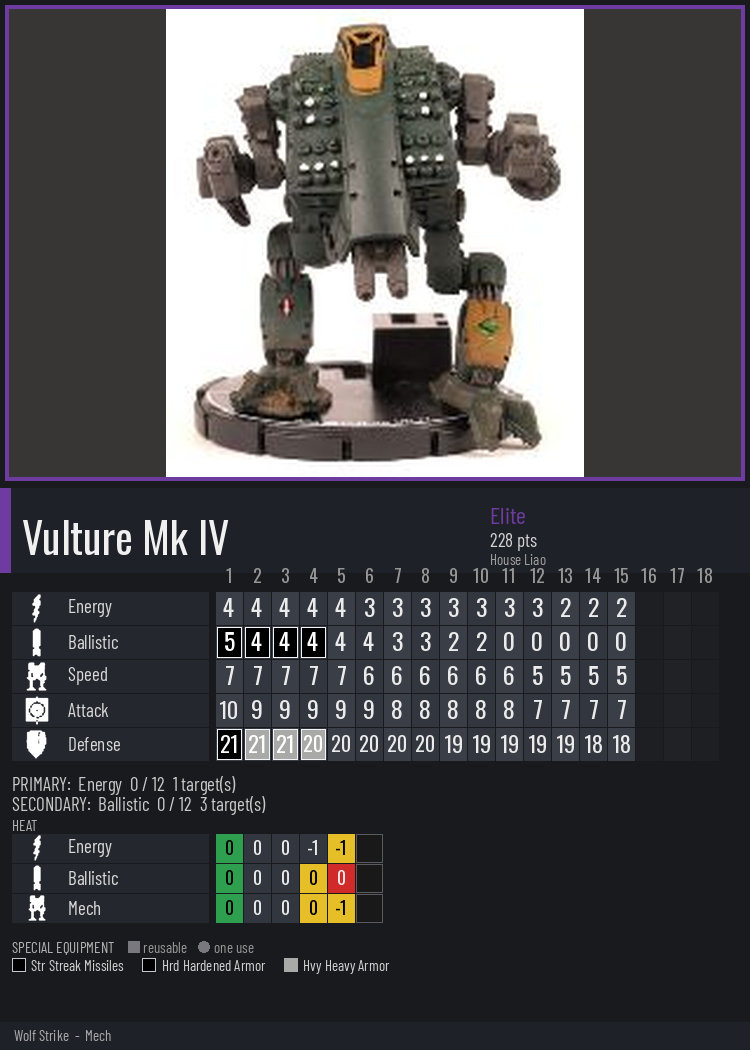 Vulture Mk IV
Elite
228 pts
House Liao
1 2 3 4 5 6 7 8 9 10 11 12 13 14 15 16 17 18
Energy 4 4 4 4 4 3 3 3 3 3 3 3 2 2 2
Ballistic 5 4 4 4 4 4 3 3 2 2 0 0 0 0 0
Speed 7 7 7 7 7 6 6 6 6 6 6 5 5 5 5
Attack 10 9 9 9 9 9 8 8 8 8 8 7 7 7 7
Defense 21 21 21 20 20 20 20 20 19 19 19 19 19 18 18
PRIMARY: Energy 0 / 12 1 target(s)
SECONDARY: Ballistic 0 / 12 3 target(s)
HEAT
Energy 0 0 0 -1 -1
Ballistic 0 0 0 0 0
Mech 0 0 0 0 -1
SPECIAL EQUIPMENT reusable one use
Str Streak Missiles Hrd Hardened Armor Hvy Heavy Armor
Wolf Strike - Mech